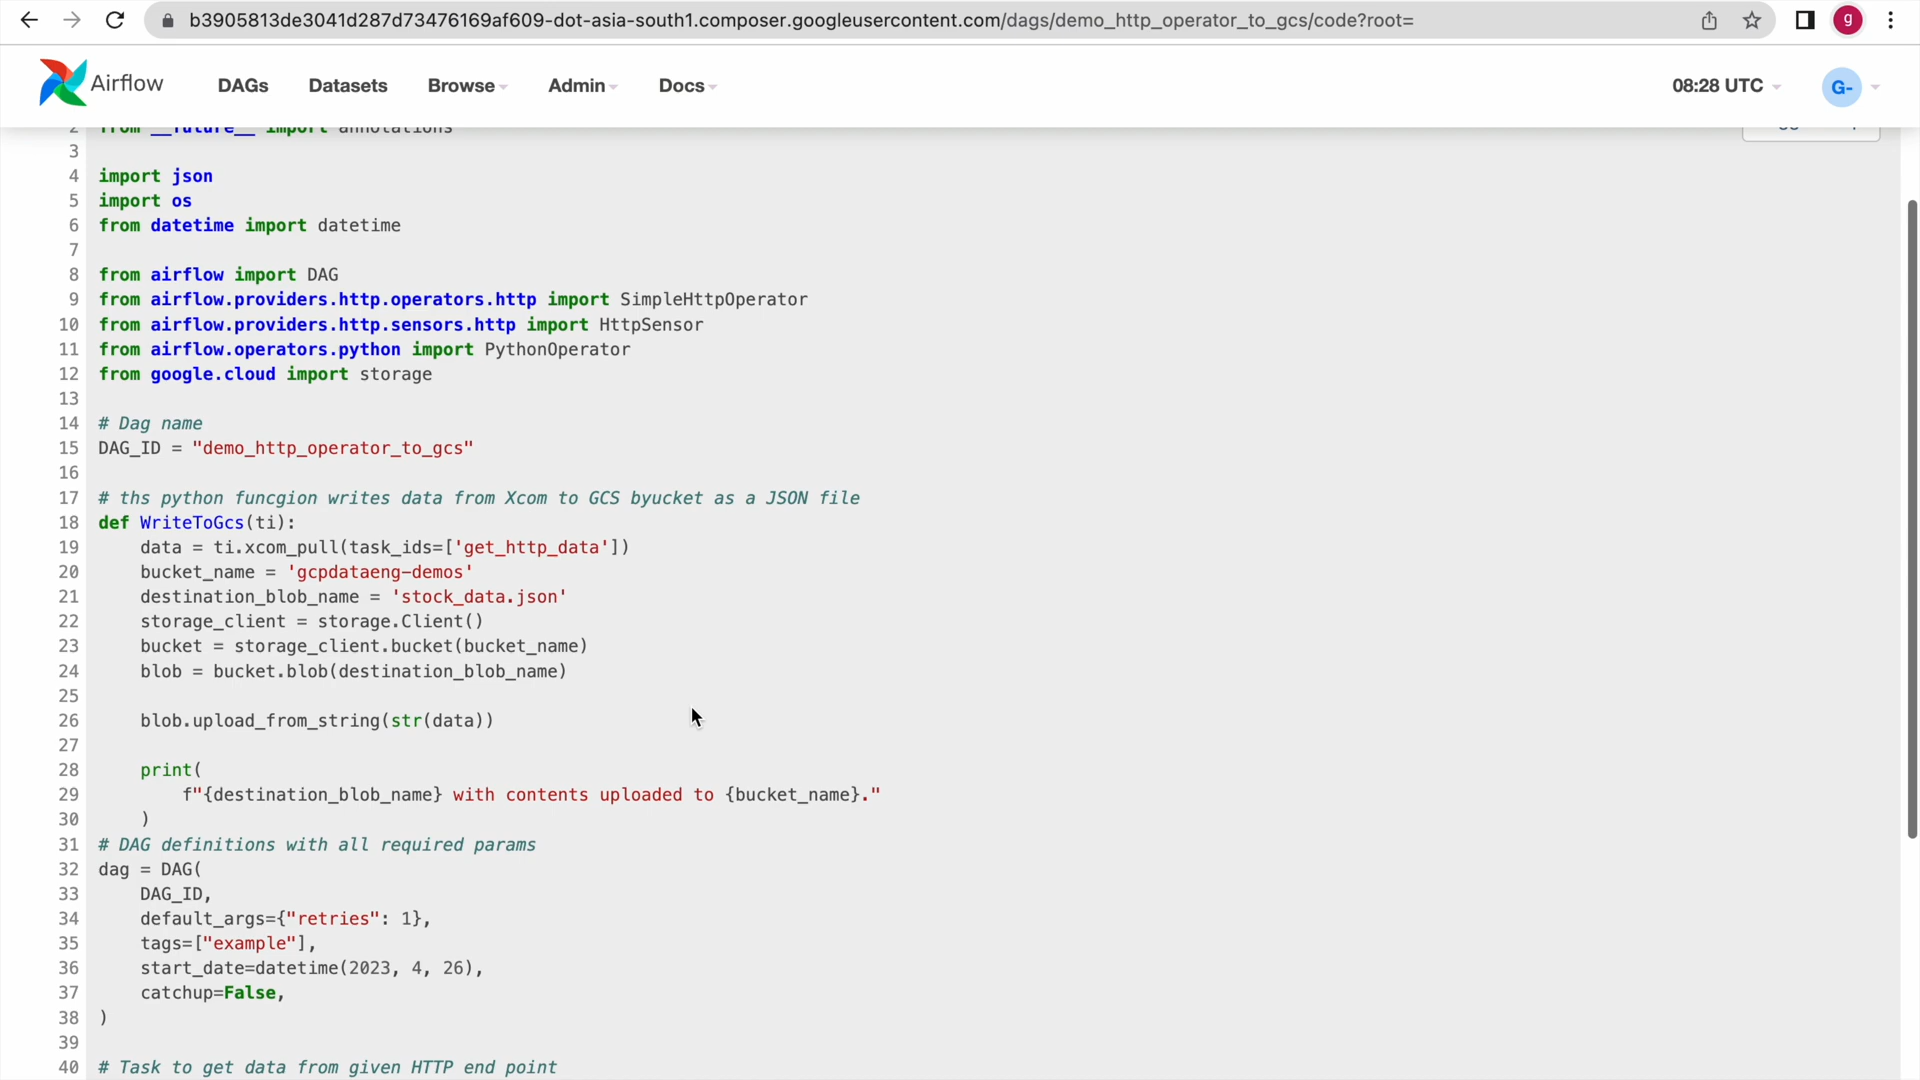 b3905813de3041d287d73476169af609-dot-asia-south1.composer.googleusercontent.com/dags/demo_http_operator_to_gcs/code?root=
g
Airflow DAGs Datasets Browse Admin Docs 08:28 UTC G-
2 from __future__ import annotations
3
4 import json
5 import os
6 from datetime import datetime
7
8 from airflow import DAG
9 from airflow.providers.http.operators.http import SimpleHttpOperator
10 from airflow.providers.http.sensors.http import HttpSensor
11 from airflow.operators.python import PythonOperator
12 from google.cloud import storage
13
14 # Dag name
15 DAG_ID = "demo_http_operator_to_gcs"
16
17 # ths python funcgion writes data from Xcom to GCS byucket as a JSON file
18 def WriteToGcs(ti):
19     data = ti.xcom_pull(task_ids=['get_http_data'])
20     bucket_name = 'gcpdataeng-demos'
21     destination_blob_name = 'stock_data.json'
22     storage_client = storage.Client()
23     bucket = storage_client.bucket(bucket_name)
24     blob = bucket.blob(destination_blob_name)
25
26     blob.upload_from_string(str(data))
27
28     print(
29         f"{destination_blob_name} with contents uploaded to {bucket_name}."
30     )
31 # DAG definitions with all required params
32 dag = DAG(
33     DAG_ID,
34     default_args={"retries": 1},
35     tags=["example"],
36     start_date=datetime(2023, 4, 26),
37     catchup=False,
38 )
39
40 # Task to get data from given HTTP end point